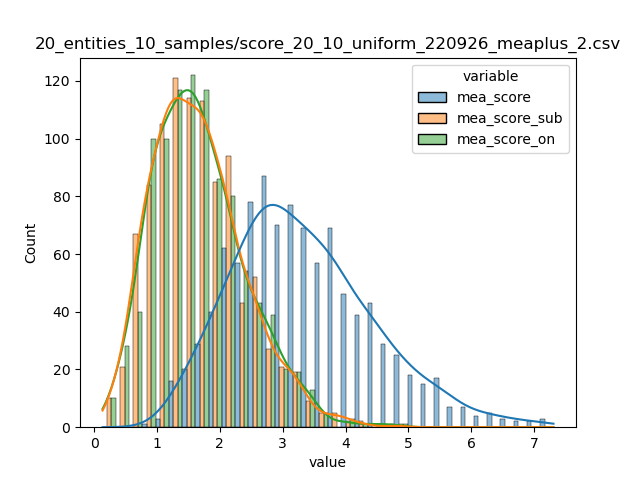 20_entities_10_samples/score_20_10_uniform_220926_meaplus_2.csv
variable
mea_score
mea_score_sub
mea_score_on
Count
120
100
80
60
40
20
0
0 1 2 3 4 5 6 7
value